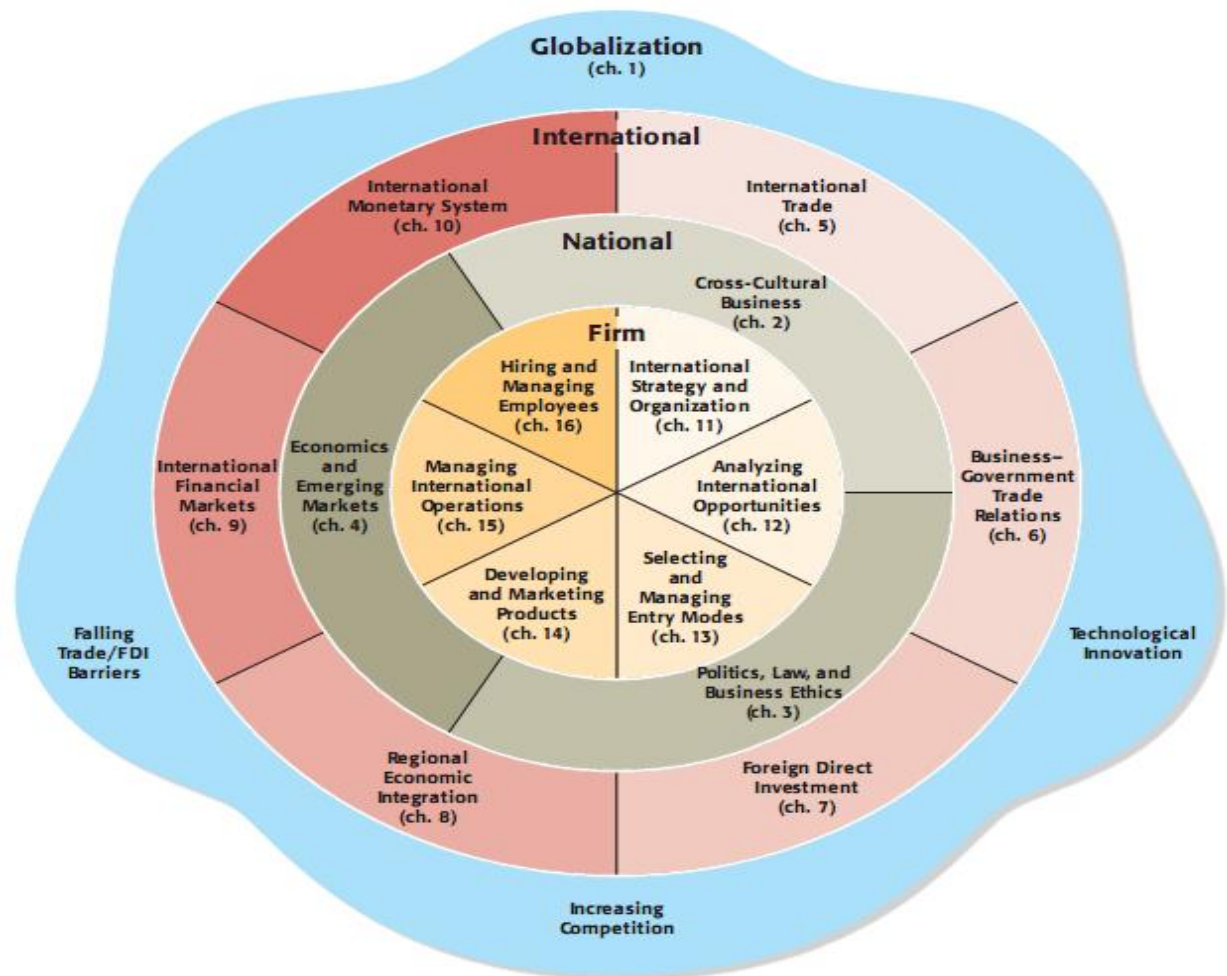 Globalization
(ch. 1)
International
International
Monetary System
(ch. 10)
International
Trade
(ch. 5)
National
Cross-Cultural
Business
(ch. 2)
Firm
Hiring and
Managing
Employees
(ch. 16)
International
Strategy and
Organization
(ch. 11)
International
Financial
Markets
(ch. 9)
Economics
and
Emerging
Markets
(ch. 4)
Managing
International
Operations
(ch. 15)
Analyzing
International
Opportunities
(ch. 12)
Business–
Government
Trade
Relations
(ch. 6)
Developing
and Marketing
Products
(ch. 14)
Selecting
and
Managing
Entry Modes
(ch. 13)
Falling
Trade/FDI
Barriers
Technological
Innovation
Politics, Law, and
Business Ethics
(ch. 3)
Regional
Economic
Integration
(ch. 8)
Foreign Direct
Investment
(ch. 7)
Increasing
Competition